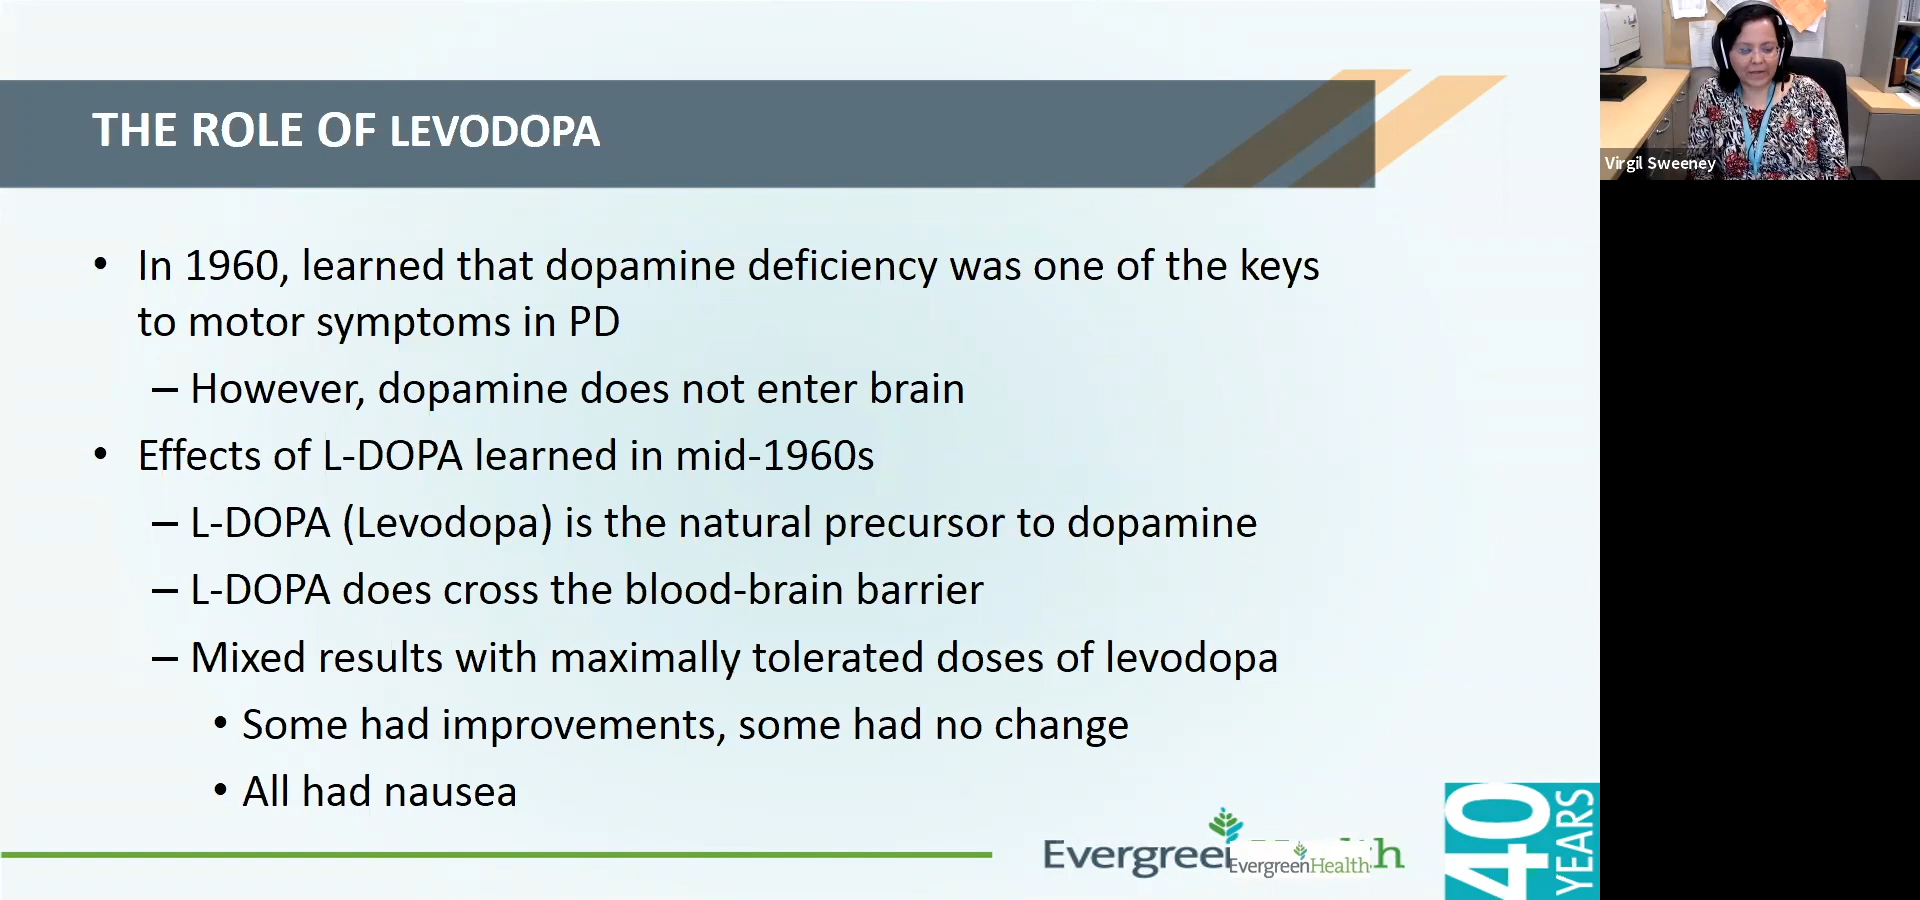 THE ROLE OF LEVODOPA
• In 1960, learned that dopamine deficiency was one of the keys
to motor symptoms in PD
– However, dopamine does not enter brain
• Effects of L-DOPA learned in mid-1960s
– L-DOPA (Levodopa) is the natural precursor to dopamine
– L-DOPA does cross the blood-brain barrier
– Mixed results with maximally tolerated doses of levodopa
• Some had improvements, some had no change
• All had nausea
EvergreenHealth
40 YEARS
Virgil Sweeney